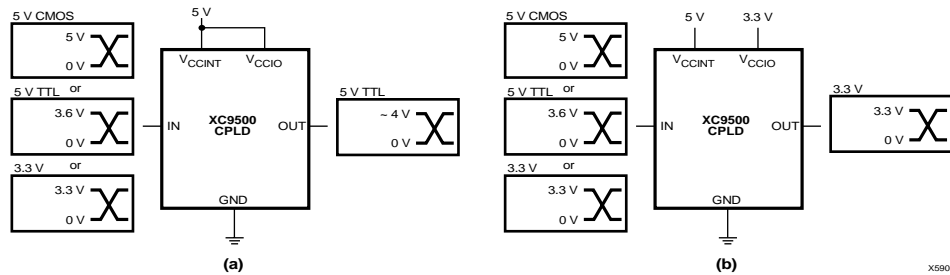 5 V
5 V CMOS
5 V
0 V
or
5 V TTL
3.6 V
0 V
or
3.3 V
3.3 V
0 V
VCCINT VCCIO
IN
XC9500
CPLD
OUT
GND
5 V TTL
~ 4 V
0 V
(a)
5 V 3.3 V
5 V CMOS
5 V
0 V
or
5 V TTL
3.6 V
0 V
or
3.3 V
3.3 V
0 V
VCCINT VCCIO
IN
XC9500
CPLD
OUT
GND
3.3 V
3.3 V
0 V
(b)
X590